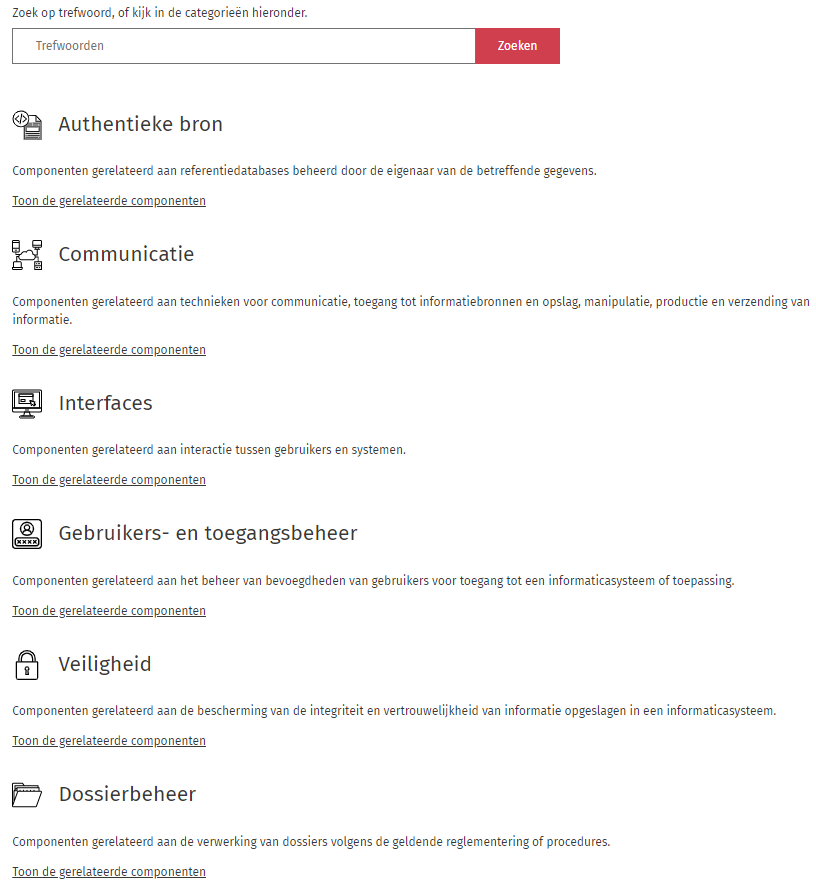 Zoek op trefwoord, of kijk in de categorieën hieronder.
Trefwoorden
Zoeken
Authentieke bron
Componenten gerelateerd aan referentiedatabases beheerd door de eigenaar van de betreffende gegevens.
Toon de gerelateerde componenten
Communicatie
Componenten gerelateerd aan technieken voor communicatie, toegang tot informatiebronnen en opslag, manipulatie, productie en verzending van
informatie.
Toon de gerelateerde componenten
Interfaces
Componenten gerelateerd aan interactie tussen gebruikers en systemen.
Toon de gerelateerde componenten
Gebruikers- en toegangsbeheer
Componenten gerelateerd aan het beheer van bevoegdheden van gebruikers voor toegang tot een informaticasysteem of toepassing.
Toon de gerelateerde componenten
Veiligheid
Componenten gerelateerd aan de bescherming van de integriteit en vertrouwelijkheid van informatie opgeslagen in een informaticasysteem.
Toon de gerelateerde componenten
Dossierbeheer
Componenten gerelateerd aan de verwerking van dossiers volgens de geldende reglementering of procedures.
Toon de gerelateerde componenten